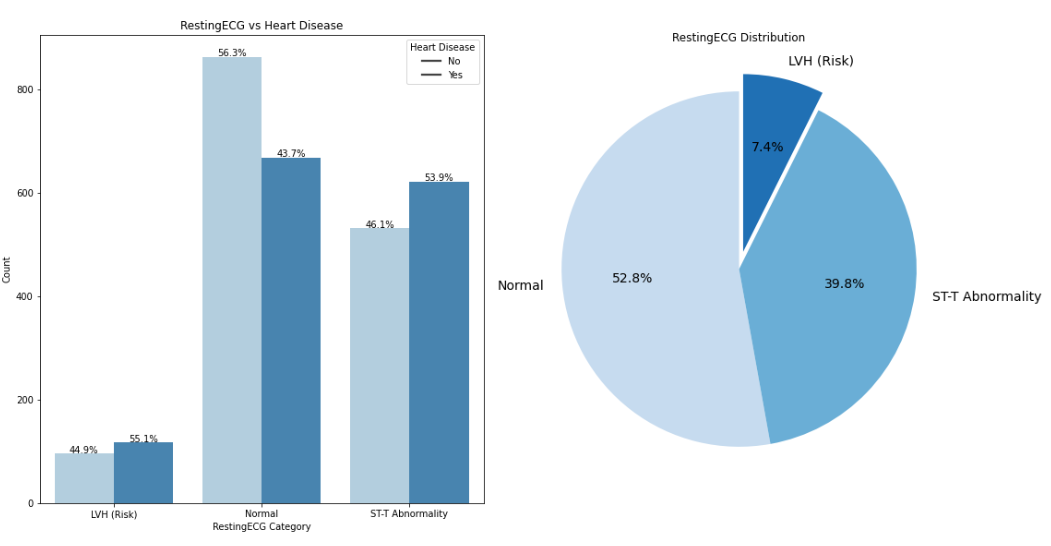 RestingECG vs Heart Disease
Heart Disease
No
Yes
56.3%
43.7%
53.9%
46.1%
44.9%
55.1%
800
600
400
200
0
Count
LVH (Risk)
Normal
ST-T Abnormality
RestingECG Category
RestingECG Distribution
LVH (Risk)
7.4%
Normal
52.8%
39.8%
ST-T Abnormality